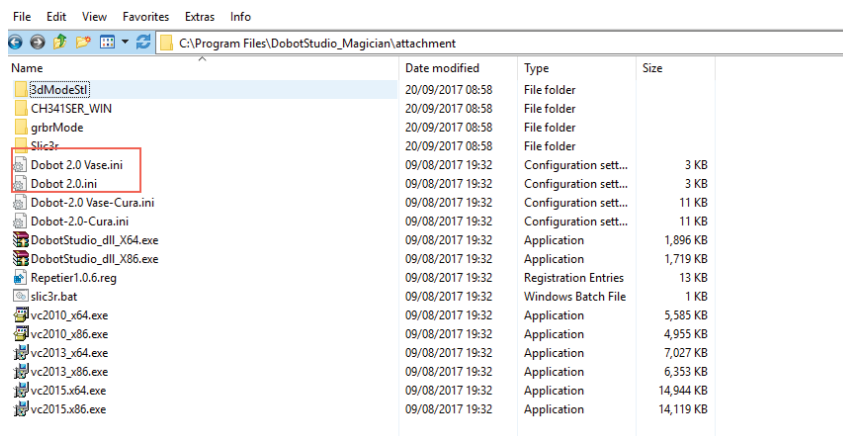 File Edit View Favorites Extras Info
C:\Program Files\DobotStudio_Magician\attachment
Name Date modified Type Size
3dModeStl 20/09/2017 08:58 File folder
CH341SER_WIN 20/09/2017 08:58 File folder
grbrMode 20/09/2017 08:58 File folder
Slic3r 20/09/2017 08:58 File folder
Dobot 2.0 Vase.ini 09/08/2017 19:32 Configuration sett... 3 KB
Dobot 2.0.ini 09/08/2017 19:32 Configuration sett... 3 KB
Dobot-2.0 Vase-Cura.ini 09/08/2017 19:32 Configuration sett... 11 KB
Dobot-2.0-Cura.ini 09/08/2017 19:32 Configuration sett... 11 KB
DobotStudio_dll_X64.exe 09/08/2017 19:32 Application 1,896 KB
DobotStudio_dll_X86.exe 09/08/2017 19:32 Application 1,719 KB
Repetier1.0.6.reg 09/08/2017 19:32 Registration Entries 13 KB
slic3r.bat 09/08/2017 19:32 Windows Batch File 1 KB
vc2010_x64.exe 09/08/2017 19:32 Application 5,585 KB
vc2010_x86.exe 09/08/2017 19:32 Application 4,955 KB
vc2013_x64.exe 09/08/2017 19:32 Application 7,027 KB
vc2013_x86.exe 09/08/2017 19:32 Application 6,353 KB
vc2015.x64.exe 09/08/2017 19:32 Application 14,944 KB
vc2015.x86.exe 09/08/2017 19:32 Application 14,119 KB